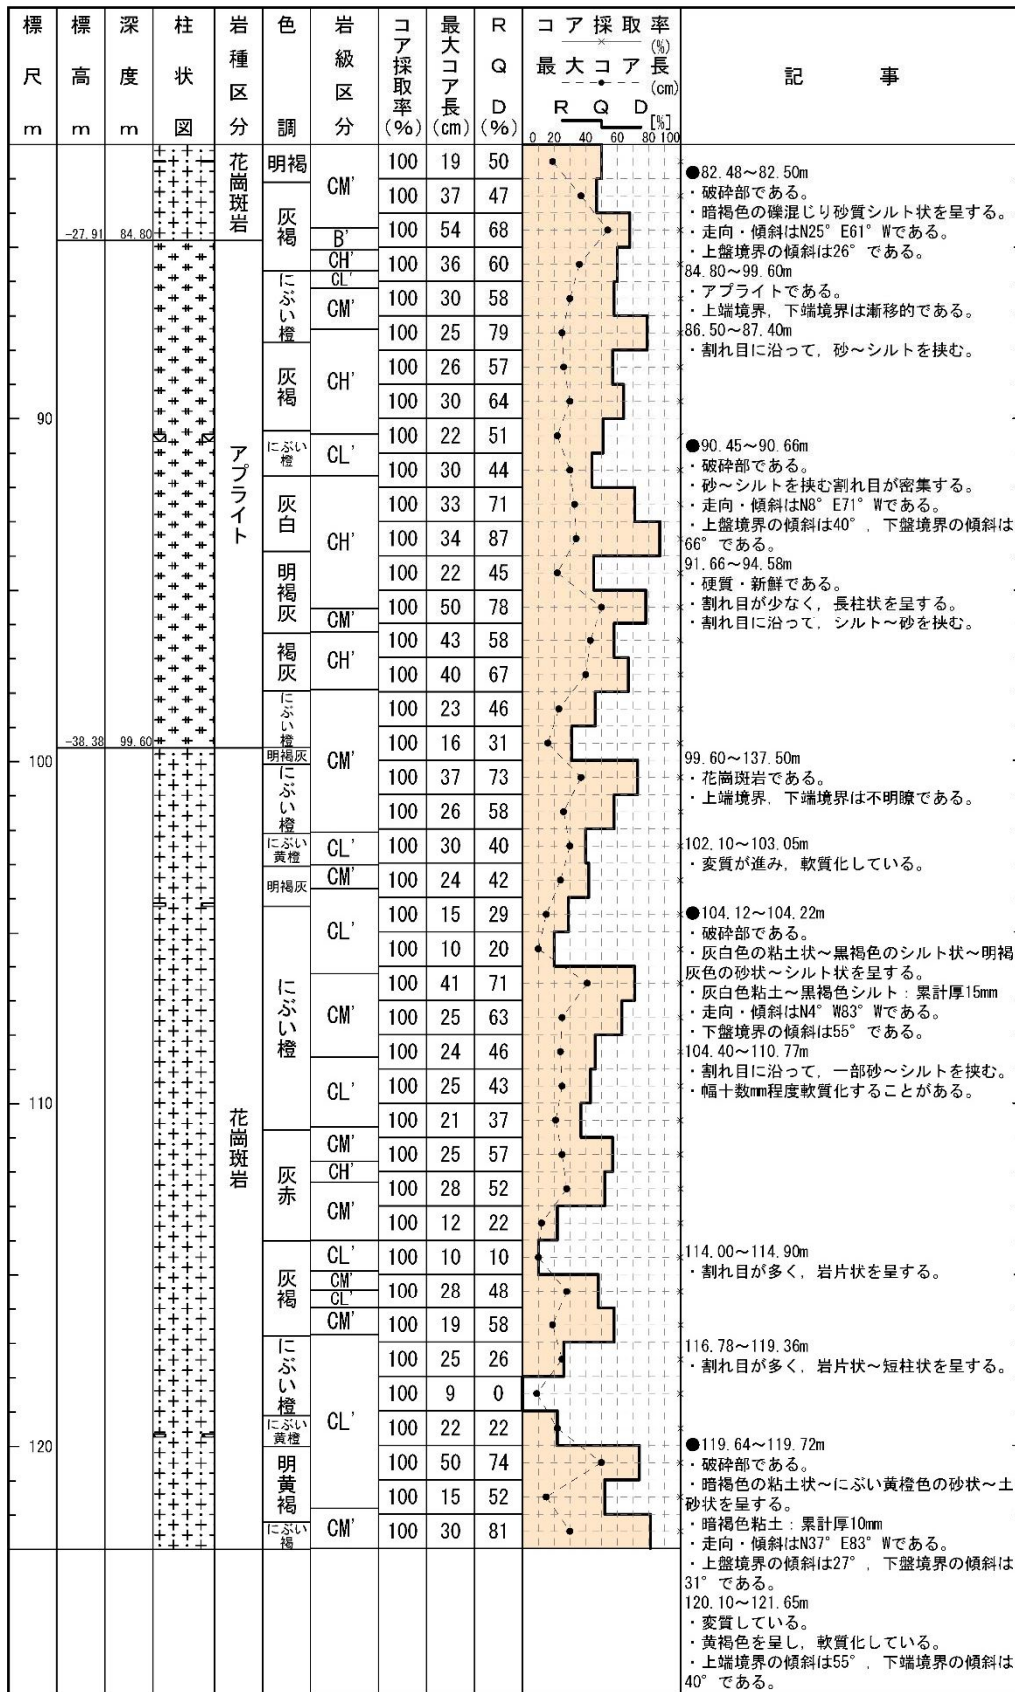 標尺m
標高m
深度m
柱状図
岩種区分
色調
岩級区分
コア採取率(%)
最大コア長(cm)
RQD(%)
コア採取率(%)
最大コア長(cm)
RQD[%]
0 20 40 60 80 100
記事
90
100
110
120
-27.91 84.80
-38.38 99.60
花崗斑岩
アプライト
花崗斑岩
明褐
灰褐
にぶい橙
灰褐
にぶい橙
灰白
明褐灰
褐灰
にぶい橙
明褐灰
にぶい橙
にぶい黄橙
明褐灰
にぶい橙
灰赤
灰褐
にぶい橙
にぶい黄橙
明黄褐
にぶい褐
CM'
B'
CH'
CL'
CM'
CH'
CL'
CH'
CM'
CH'
CM'
CL'
CM'
CL'
CM'
CL'
CM'
CH'
CM'
CL'
CM'
CL'
CM'
CL'
CM'
100 19 50
100 37 47
100 54 68
100 36 60
100 30 58
100 25 79
100 26 57
100 30 64
100 22 51
100 30 44
100 33 71
100 34 87
100 22 45
100 50 78
100 43 58
100 40 67
100 23 46
100 16 31
100 37 73
100 26 58
100 30 40
100 24 42
100 15 29
100 10 20
100 41 71
100 25 63
100 24 46
100 25 43
100 21 37
100 25 57
100 28 52
100 12 22
100 10 10
100 28 48
100 19 58
100 25 26
100 9 0
100 22 22
100 50 74
100 15 52
100 30 81
●82.48～82.50m
・破砕部である。
・暗褐色の礫混じり砂質シルト状を呈する。
・走向・傾斜はN25°E61°Wである。
・上盤境界の傾斜は26°である。
84.80～99.60m
・アプライトである。
・上端境界，下端境界は漸移的である。
86.50～87.40m
・割れ目に沿って，砂～シルトを挟む。
●90.45～90.66m
・破砕部である。
・砂～シルトを挟む割れ目が密集する。
・走向・傾斜はN8°E71°Wである。
・上盤境界の傾斜は40°，下盤境界の傾斜は
66°である。
91.66～94.58m
・硬質・新鮮である。
・割れ目が少なく，長柱状を呈する。
・割れ目に沿って，シルト～砂を挟む。
99.60～137.50m
・花崗斑岩である。
・上端境界，下端境界は不明瞭である。
102.10～103.05m
・変質が進み，軟質化している。
●104.12～104.22m
・破砕部である。
・灰白色の粘土状～黒褐色のシルト状～明褐
灰色の砂状～シルト状を呈する。
・灰白色粘土～黒褐色シルト：累計厚15mm
・走向・傾斜はN4°W83°Wである。
・下盤境界の傾斜は55°である。
104.40～110.77m
・割れ目に沿って，一部砂～シルトを挟む。
・幅十数mm程度軟質化することがある。
114.00～114.90m
・割れ目が多く，岩片状を呈する。
116.78～119.36m
・割れ目が多く，岩片状～短柱状を呈する。
●119.64～119.72m
・破砕部である。
・暗褐色の粘土状～にぶい黄橙色の砂状～土
砂状を呈する。
・暗褐色粘土：累計厚10mm
・走向・傾斜はN37°E83°Wである。
・上盤境界の傾斜は27°，下盤境界の傾斜は
31°である。
120.10～121.65m
・変質している。
・黄褐色を呈し，軟質化している。
・上端境界の傾斜は55°，下端境界の傾斜は
40°である。